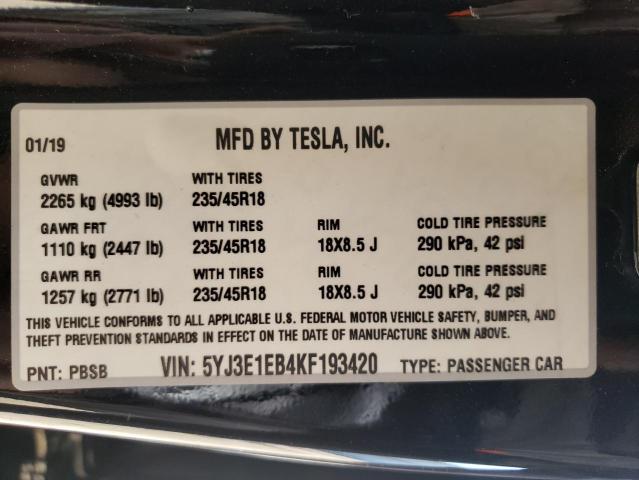 01/19 MFD BY TESLA, INC.
GVWR WITH TIRES
2265 kg (4993 lb) 235/45R18
GAWR FRT WITH TIRES RIM COLD TIRE PRESSURE
1110 kg (2447 lb) 235/45R18 18X8.5 J 290 kPa, 42 psi
GAWR RR WITH TIRES RIM COLD TIRE PRESSURE
1257 kg (2771 lb) 235/45R18 18X8.5 J 290 kPa, 42 psi
THIS VEHICLE CONFORMS TO ALL APPLICABLE U.S. FEDERAL MOTOR VEHICLE SAFETY, BUMPER, AND
THEFT PREVENTION STANDARDS IN EFFECT ON THE DATE OF MANUFACTURE SHOWN ABOVE.
PNT: PBSB VIN: 5YJ3E1EB4KF193420 TYPE: PASSENGER CAR